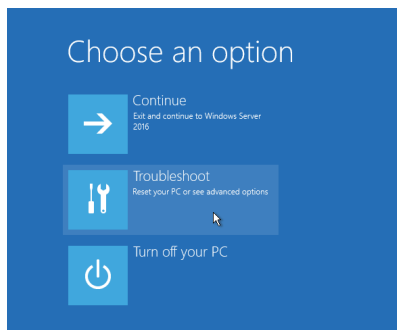 Choose an option
Continue
Exit and continue to Windows Server
2016
Troubleshoot
Reset your PC or see advanced options
Turn off your PC